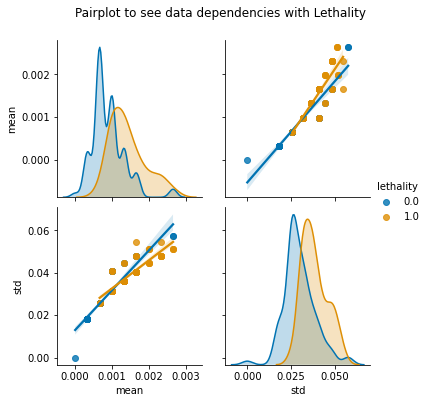 Pairplot to see data dependencies with Lethality
0.002
0.001
0.000
mean
lethality
0.0
1.0
0.06
0.04
0.02
0.00
std
0.000 0.001 0.002 0.003
mean
0.000 0.025 0.050
std